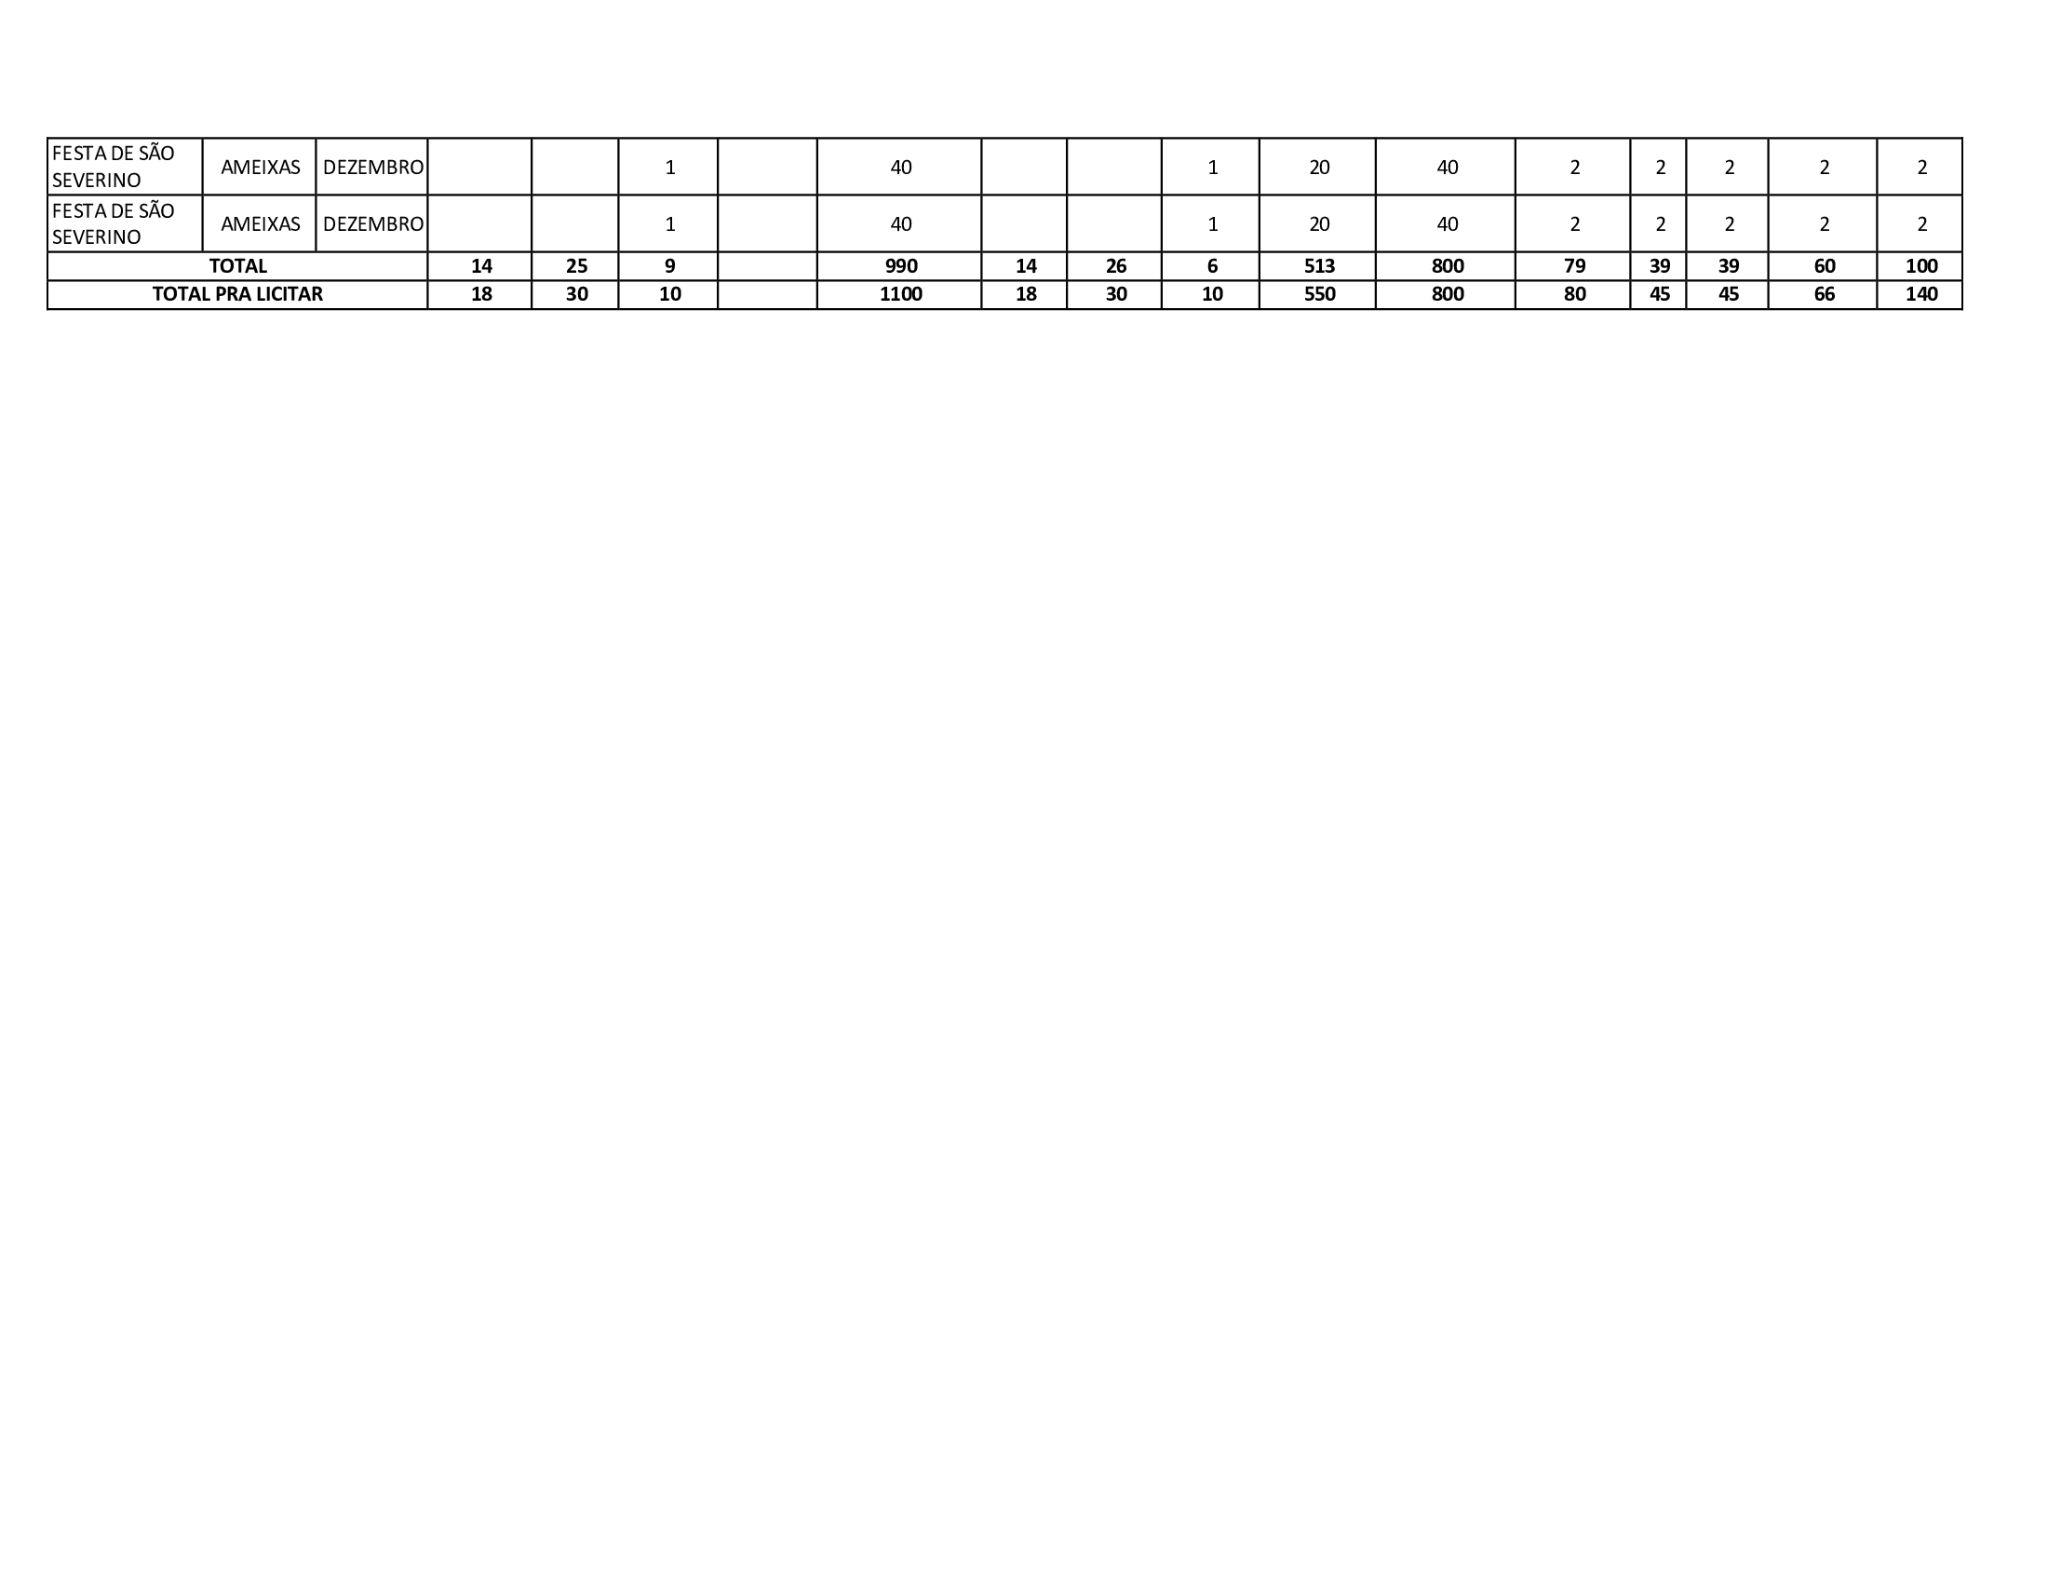 FESTA DE SÃO
SEVERINO AMEIXAS DEZEMBRO 1 40 1 20 40 2 2 2 2 2
FESTA DE SÃO
SEVERINO AMEIXAS DEZEMBRO 1 40 1 20 40 2 2 2 2 2
TOTAL 14 25 9 990 14 26 6 513 800 79 39 39 60 100
TOTAL PRA LICITAR 18 30 10 1100 18 30 10 550 800 80 45 45 66 140